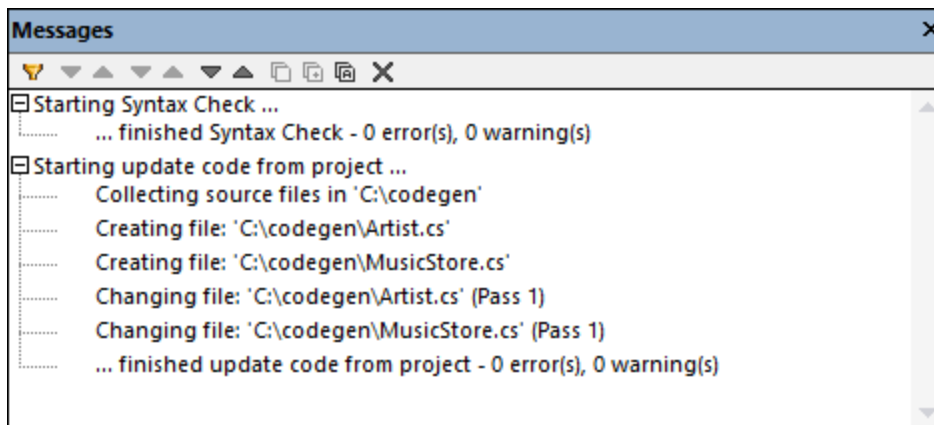 Messages
Starting Syntax Check ...
... finished Syntax Check - 0 error(s), 0 warning(s)
Starting update code from project ...
Collecting source files in 'C:\codegen'
Creating file: 'C:\codegen\Artist.cs'
Creating file: 'C:\codegen\MusicStore.cs'
Changing file: 'C:\codegen\Artist.cs' (Pass 1)
Changing file: 'C:\codegen\MusicStore.cs' (Pass 1)
... finished update code from project - 0 error(s), 0 warning(s)